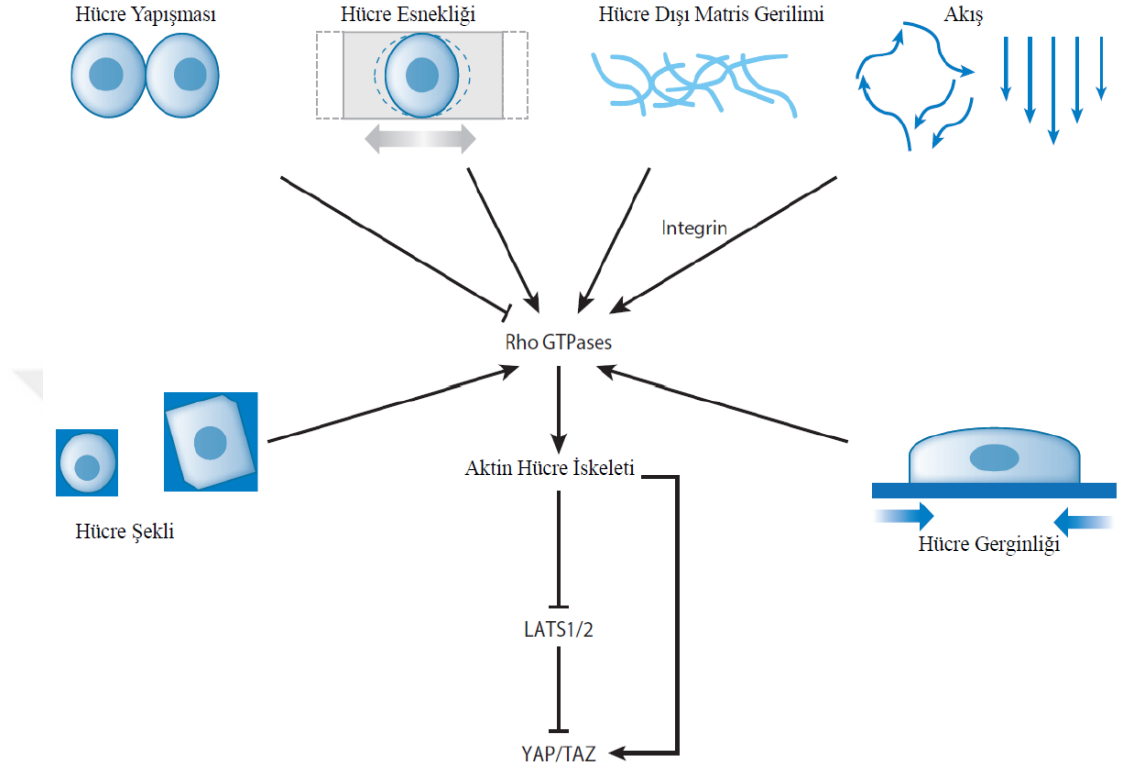 Hücre Yapışması
Hücre Esnekliği
Hücre Dışı Matris Gerilimi
Akış
Integrin
Rho GTPases
Aktin Hücre İskeleti
Hücre Şekli
Hücre Gerginliği
LATS1/2
YAP/TAZ